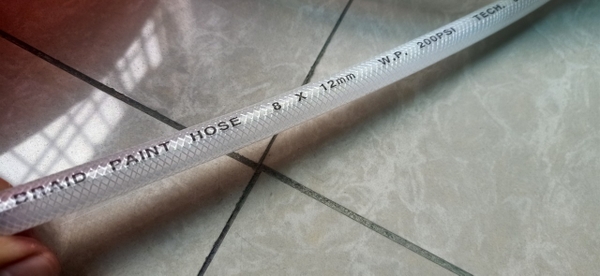 BRAID PAINT HOSE 8 X 12mm W.P. 200PSI TECH.